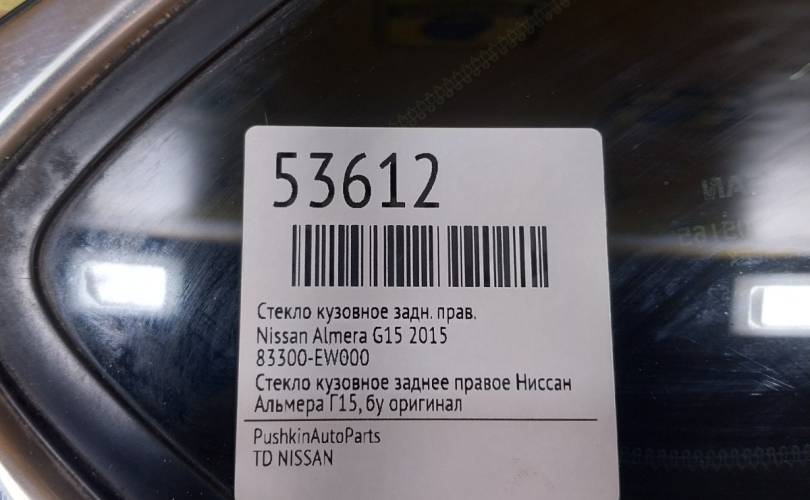 53612
Стекло кузовное задн. прав.
Nissan Almera G15 2015
83300-EW000
Стекло кузовное заднее правое Ниссан
Альмера Г15, бу оригинал
PushkinAutoParts
TD NISSAN